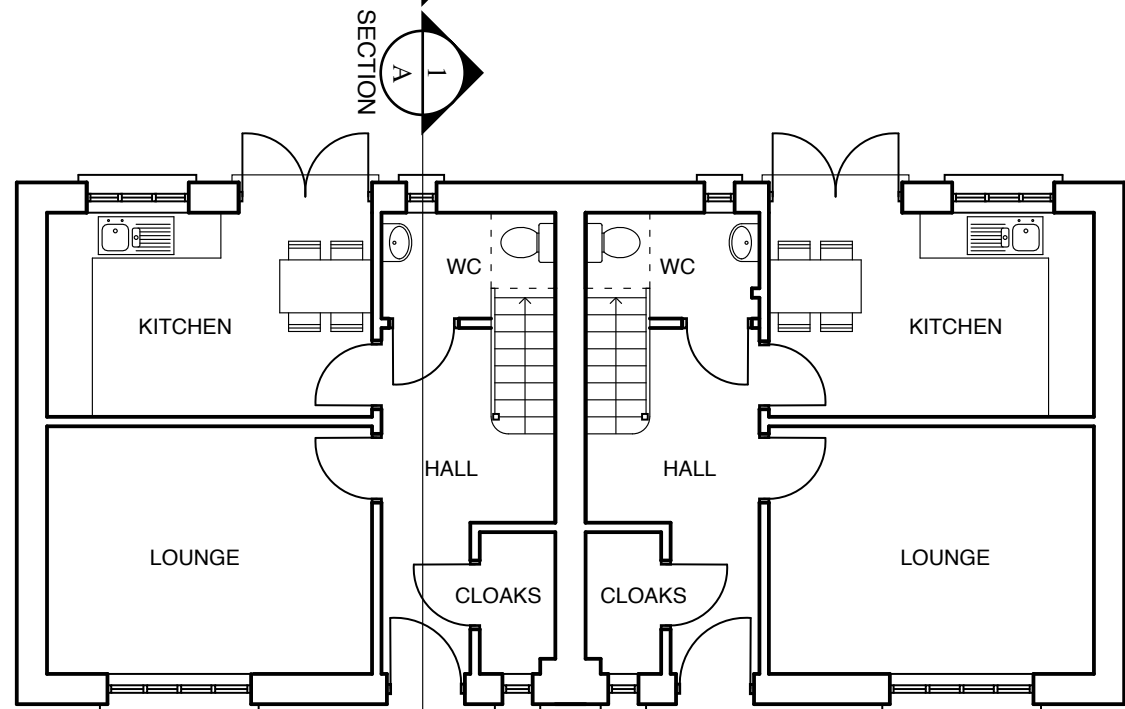 SECTION
1
A
WC
WC
KITCHEN
KITCHEN
HALL
HALL
LOUNGE
LOUNGE
CLOAKS
CLOAKS